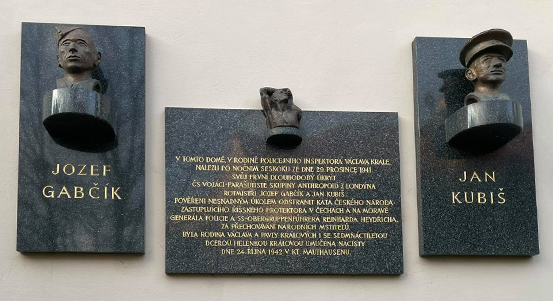 JOZEF
GABČÍK
V TOMTO DOMĚ, V RODINĚ POLICEJNÍHO INSPEKTORA VÁCLAVA KRÁLE,
NALEZLI PO NOČNÍM SESKOKU ZE DNE 29. PROSINCE 1941
SVŮJ PRVNÍ DLOUHODOBÝ ÚKRYT
ČS VOJÁCI-PARAŠUTISTÉ SKUPINY ANTHROPOID Z LONDÝNA
ROTMISTŘI JOZEF GABČÍK A JAN KUBIŠ.
POVĚŘENI NESNADNÝM ÚKOLEM ODSTRANIT KATA ČESKÉHO NÁRODA
ZASTUPUJÍCÍHO ŘÍŠSKÉHO PROTEKTORA V ČECHÁCH A NA MORAVĚ
GENERÁLA POLICIE A SS-OBERGRUPPENFÜHRERA REINHARDA HEYDRICHA.
ZA PŘECHOVÁVÁNÍ NÁRODNÍCH MSTITELŮ
BYLA RODINA VÁCLAVA A PAVLY KRÁLOVÝCH I SE SEDMNÁCTILETOU
DCEROU HELENKOU KRÁLOVOU UMUČENA NACISTY
DNE 24. ŘÍJNA 1942 V KT. MAUTHAUSENU.
JAN
KUBIŠ